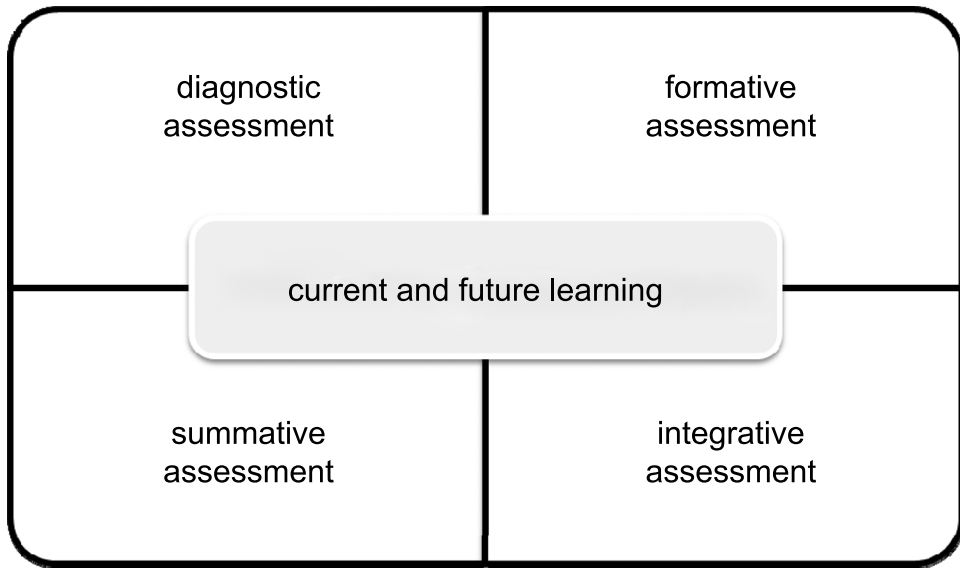 diagnostic
assessment
formative
assessment
current and future learning
summative
assessment
integrative
assessment